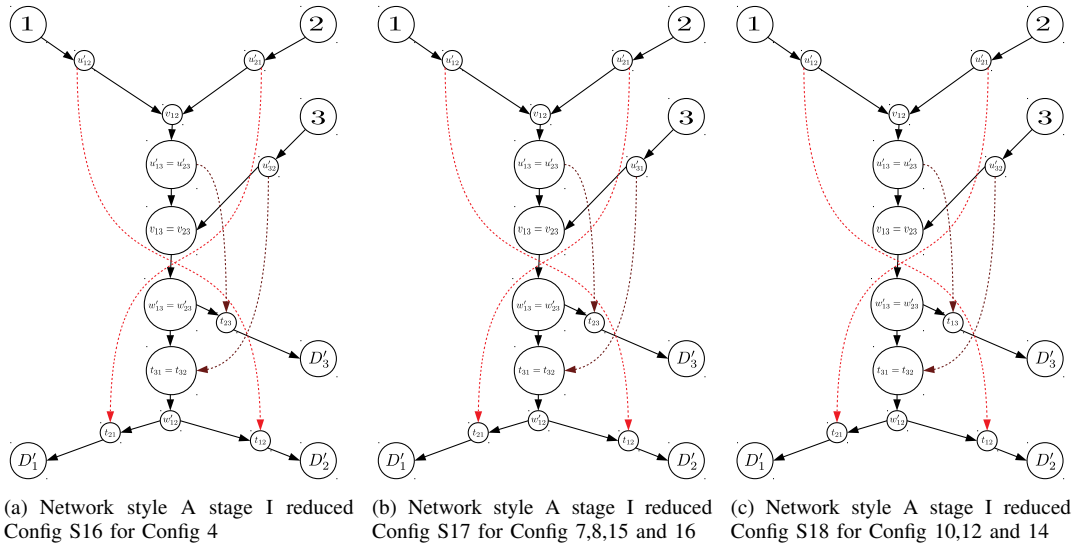 1 2 1 2 1 2
u′12 u′21 u′12 u′21 u′12 u′21
v12 v12 v12
3 3 3
u′13 = u′23 u′32 u′13 = u′23 u′31 u′13 = u′23 u′32
v13 = v23 v13 = v23 v13 = v23
w′13 = w′23 w′13 = w′23 w′13 = w′23
t23 t23 t13
D′3 D′3 D′3
t31 = t32 t31 = t32 t31 = t32
w′12 w′12 w′12
t21 t12 t21 t12 t21 t12
D′1 D′2 D′1 D′2 D′1 D′2
(a) Network style A stage I reduced
Config S16 for Config 4
(b) Network style A stage I reduced
Config S17 for Config 7,8,15 and 16
(c) Network style A stage I reduced
Config S18 for Config 10,12 and 14